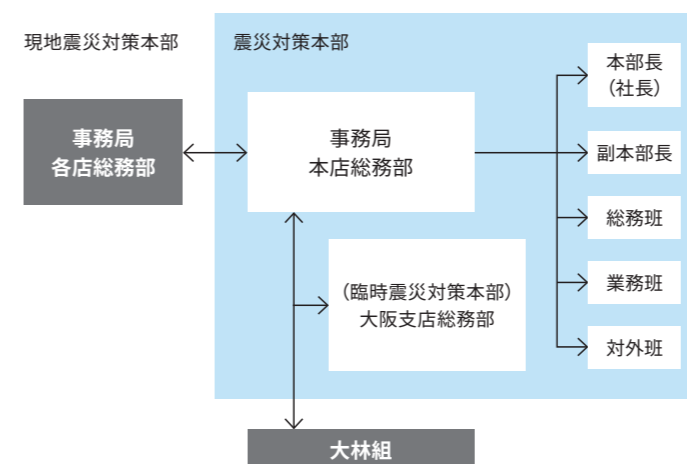 現地震災対策本部
震災対策本部
事務局
各店総務部
事務局
本店総務部
本部長
（社長）
副本部長
総務班
業務班
対外班
（臨時震災対策本部）
大阪支店総務部
大林組